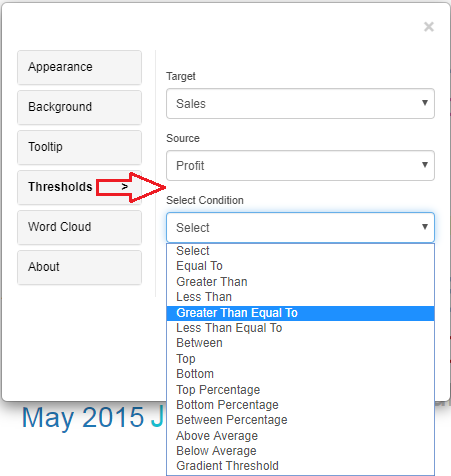 ×
Appearance
Background
Tooltip
Thresholds >
Word Cloud
About
Target
Sales
Source
Profit
Select Condition
Select
Select
Equal To
Greater Than
Less Than
Greater Than Equal To
Less Than Equal To
Between
Top
Bottom
Top Percentage
Bottom Percentage
Between Percentage
Above Average
Below Average
Gradient Threshold
May 2015 J